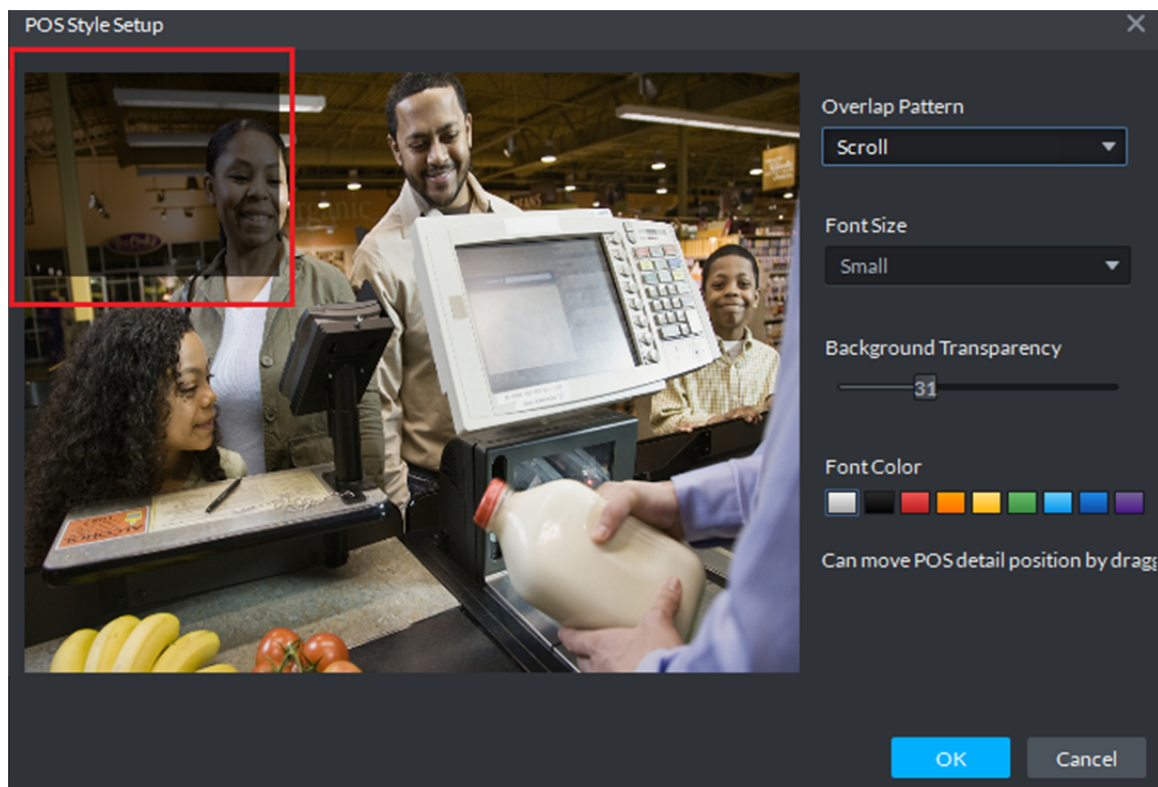 POS Style Setup
Overlap Pattern
Scroll
Font Size
Small
Background Transparency
31
Font Color
Can move POS detail position by dragg
OK
Cancel
organic